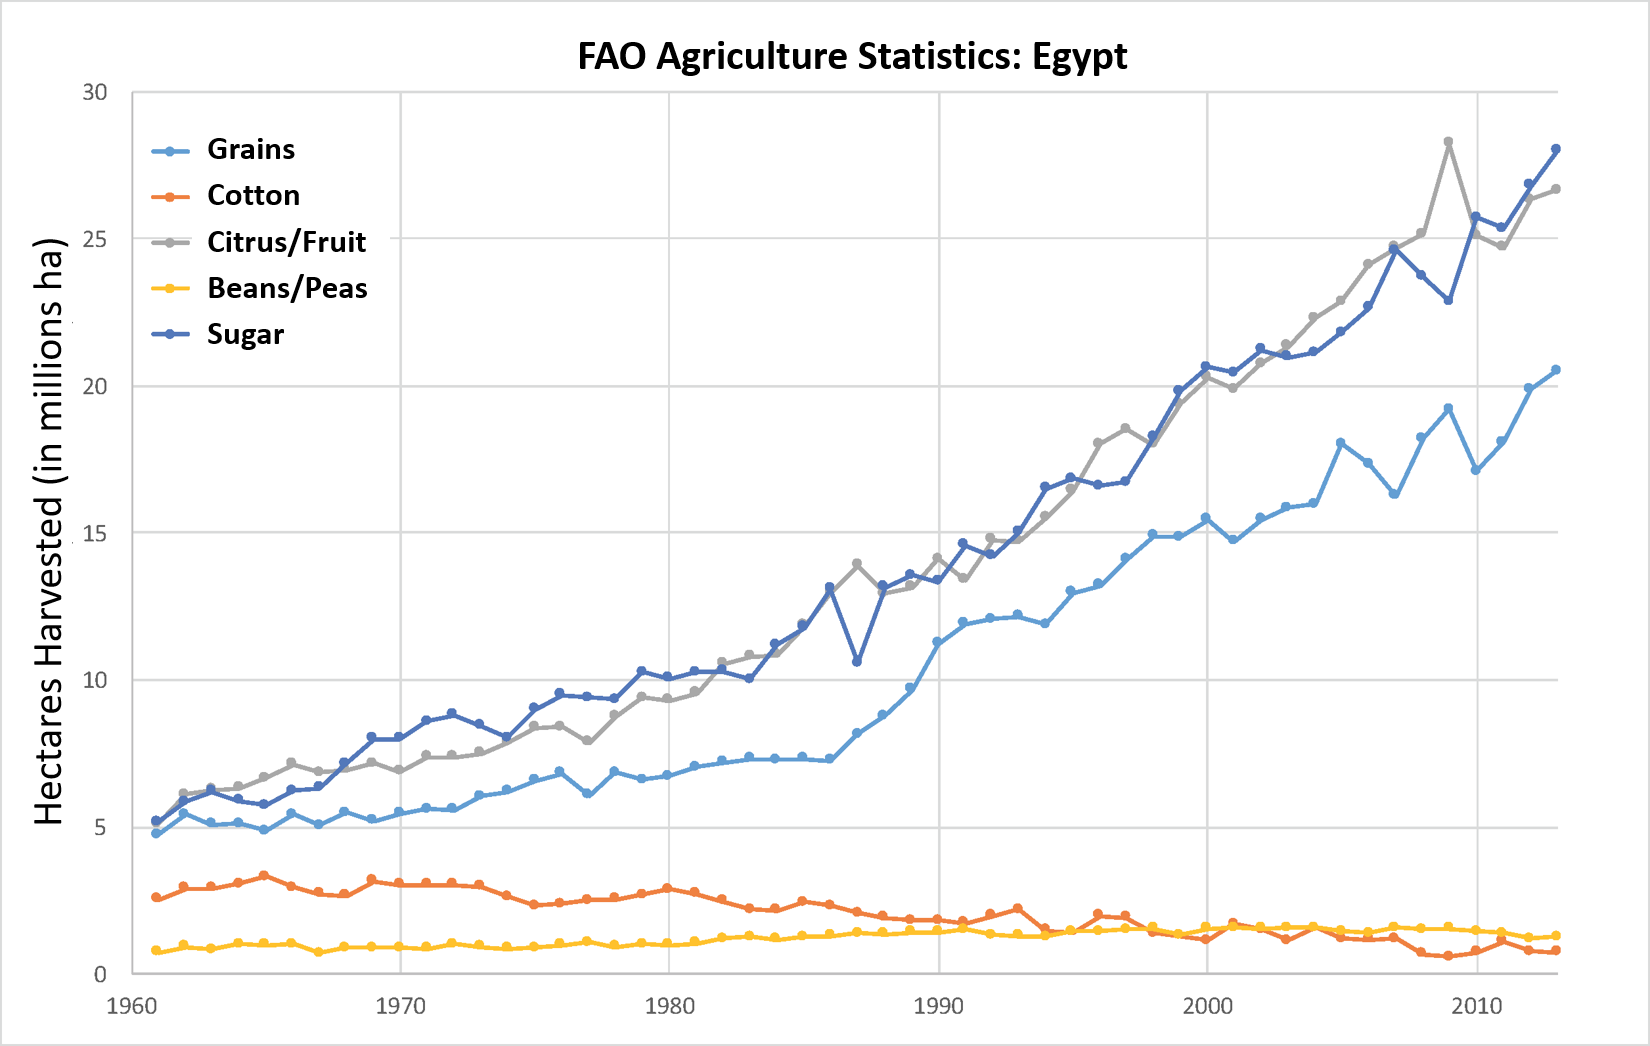 FAO Agriculture Statistics: Egypt
Hectares Harvested (in millions ha)
30
25
20
15
10
5
0
Grains
Cotton
Citrus/Fruit
Beans/Peas
Sugar
1960 1970 1980 1990 2000 2010